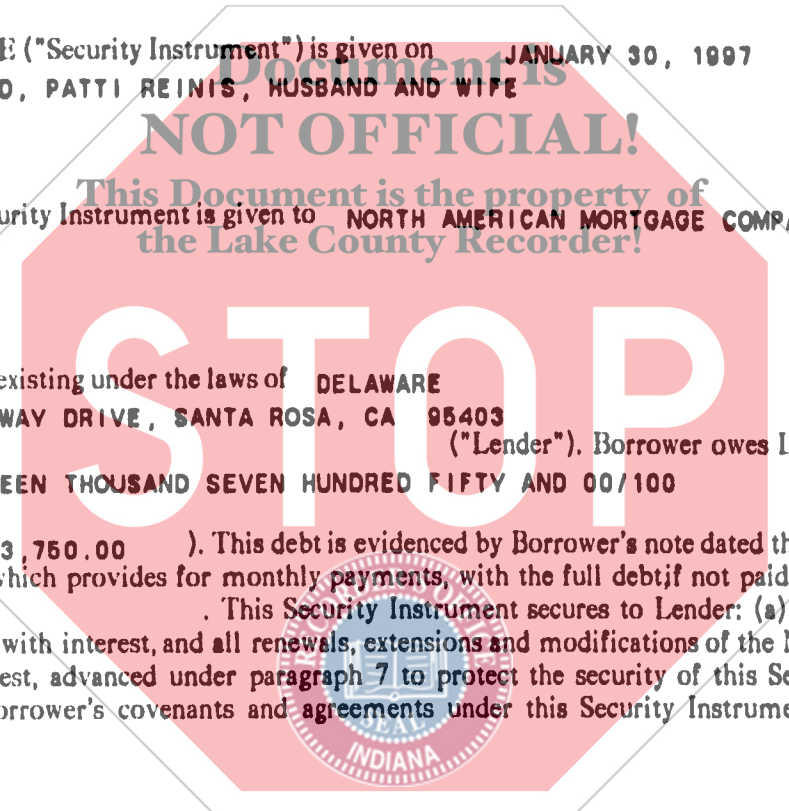 E ("Security Instrument") is given on JANUARY 30, 1997
Document is
O, PATTI REINIS, HUSBAND AND WIFE
NOT OFFICIAL!
This Document is the property of
urity Instrument is given to NORTH AMERICAN MORTGAGE COMPA
the Lake County Recorder!
STOP
existing under the laws of DELAWARE
WAY DRIVE, SANTA ROSA, CA 95403
("Lender"). Borrower owes L
EEN THOUSAND SEVEN HUNDRED FIFTY AND 00/100
3,750.00 ). This debt is evidenced by Borrower's note dated th
which provides for monthly payments, with the full debt,if not paid
. This Security Instrument secures to Lender: (a)
with interest, and all renewals, extensions and modifications of the N
est, advanced under paragraph 7 to protect the security of this Se
orrower's covenants and agreements under this Security Instrume
SEAL
INDIANA